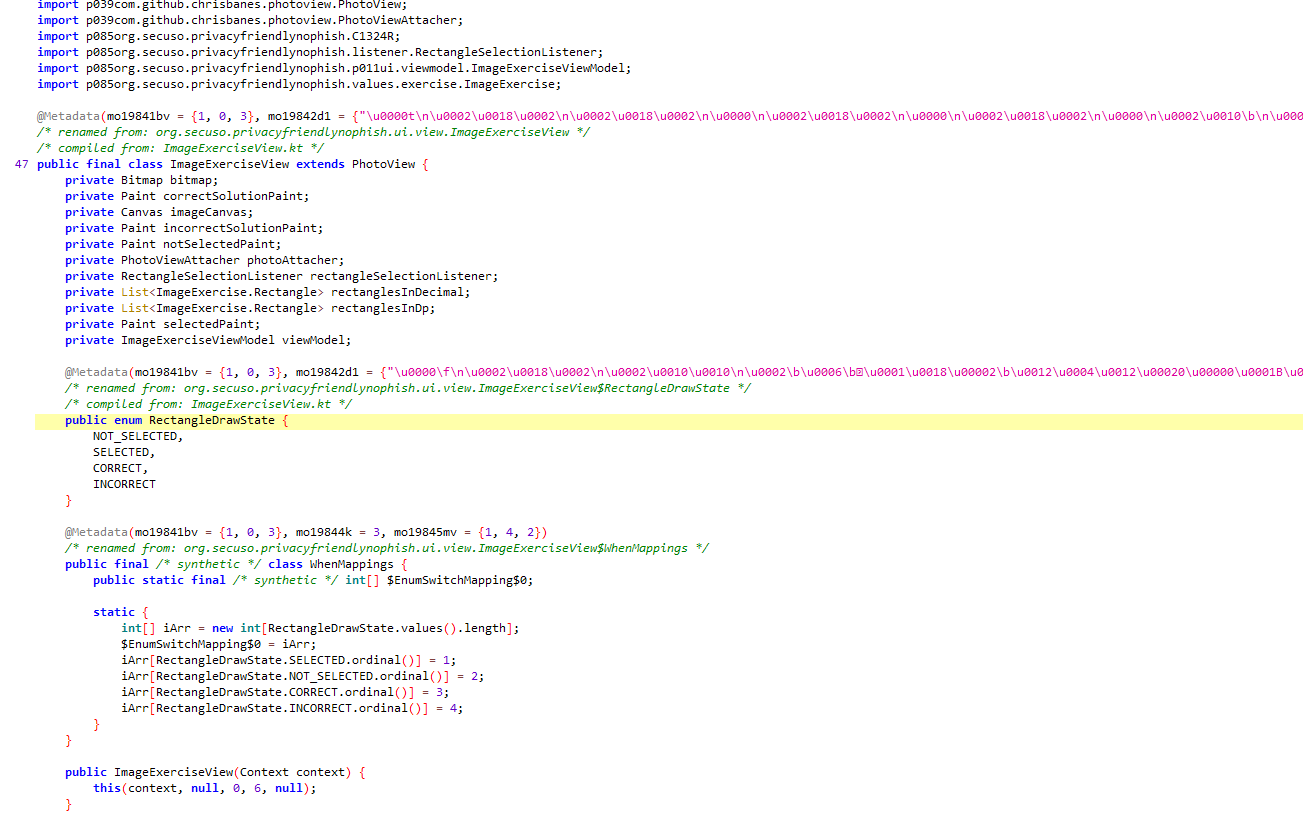 import p039com.github.chrisbanes.photoview.PhotoView;
import p039com.github.chrisbanes.photoview.PhotoViewAttacher;
import p085org.secuso.privacyfriendlynophish.C1324R;
import p085org.secuso.privacyfriendlynophish.listener.RectangleSelectionListener;
import p085org.secuso.privacyfriendlynophish.p011ui.viewmodel.ImageExerciseViewModel;
import p085org.secuso.privacyfriendlynophish.values.exercise.ImageExercise;
@Metadata(mo19841bv = {1, 0, 3}, mo19842d1 = {"\u0000t\n\u0002\u0018\u0002\n\u0002\u0018\u0002\n\u0000\n\u0002\u0018\u0002\n\u0000\n\u0002\u0018\u0002\n\u0000\n\u0002\u0010\b\n\u000
/* renamed from: org.secuso.privacyfriendlynophish.ui.view.ImageExerciseView */
/* compiled from: ImageExerciseView.kt */
47 public final class ImageExerciseView extends PhotoView {
private Bitmap bitmap;
private Paint correctSolutionPaint;
private Canvas imageCanvas;
private Paint incorrectSolutionPaint;
private Paint notSelectedPaint;
private PhotoViewAttacher photoAttacher;
private RectangleSelectionListener rectangleSelectionListener;
private List<ImageExercise.Rectangle> rectanglesInDecimal;
private List<ImageExercise.Rectangle> rectanglesInDp;
private Paint selectedPaint;
private ImageExerciseViewModel viewModel;
@Metadata(mo19841bv = {1, 0, 3}, mo19842d1 = {"\u0000\f\n\u0002\u0018\u0002\n\u0002\u0010\u0010\n\u0002\b\u0006\b\u0001\u0018\u00002\b\u0012\u0004\u0012\u00020\u00000\u0001B\u0
/* renamed from: org.secuso.privacyfriendlynophish.ui.view.ImageExerciseView$RectangleDrawState */
/* compiled from: ImageExerciseView.kt */
public enum RectangleDrawState {
NOT_SELECTED,
SELECTED,
CORRECT,
INCORRECT
}
@Metadata(mo19841bv = {1, 0, 3}, mo19844k = 3, mo19845mv = {1, 4, 2})
/* renamed from: org.secuso.privacyfriendlynophish.ui.view.ImageExerciseView$WhenMappings */
public final /* synthetic */ class WhenMappings {
public static final /* synthetic */ int[] $EnumSwitchMapping$0;
static {
int[] iArr = new int[RectangleDrawState.values().length];
$EnumSwitchMapping$0 = iArr;
iArr[RectangleDrawState.SELECTED.ordinal()] = 1;
iArr[RectangleDrawState.NOT_SELECTED.ordinal()] = 2;
iArr[RectangleDrawState.CORRECT.ordinal()] = 3;
iArr[RectangleDrawState.INCORRECT.ordinal()] = 4;
}
}
public ImageExerciseView(Context context) {
this(context, null, 0, 6, null);
}